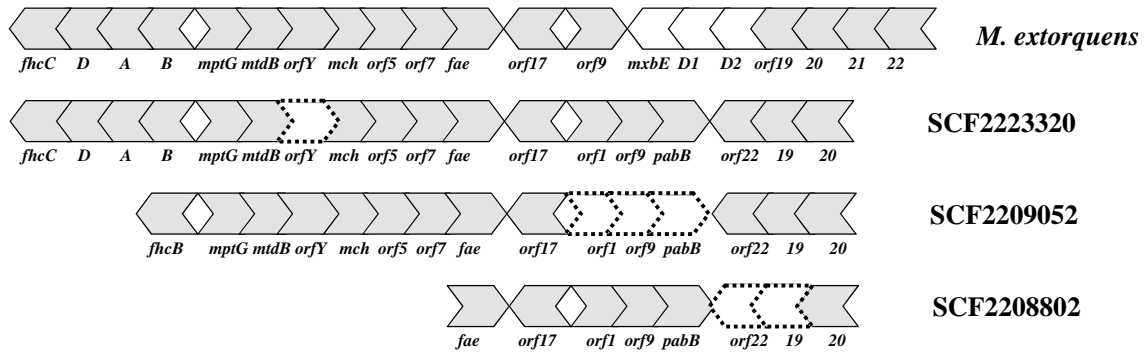 M. extorquens
fhcC D A B mptG mtdB orfY mch orf5 orf7 fae orf17 orf9 mxbE D1 D2 orf19 20 21 22
SCF2223320
fhcC D A B mptG mtdB orfY mch orf5 orf7 fae orf17 orf1 orf9 pabB orf22 19 20
SCF2209052
fhcB mptG mtdB orfY mch orf5 orf7 fae orf17 orf1 orf9 pabB orf22 19 20
SCF2208802
fae orf17 orf1 orf9 pabB orf22 19 20